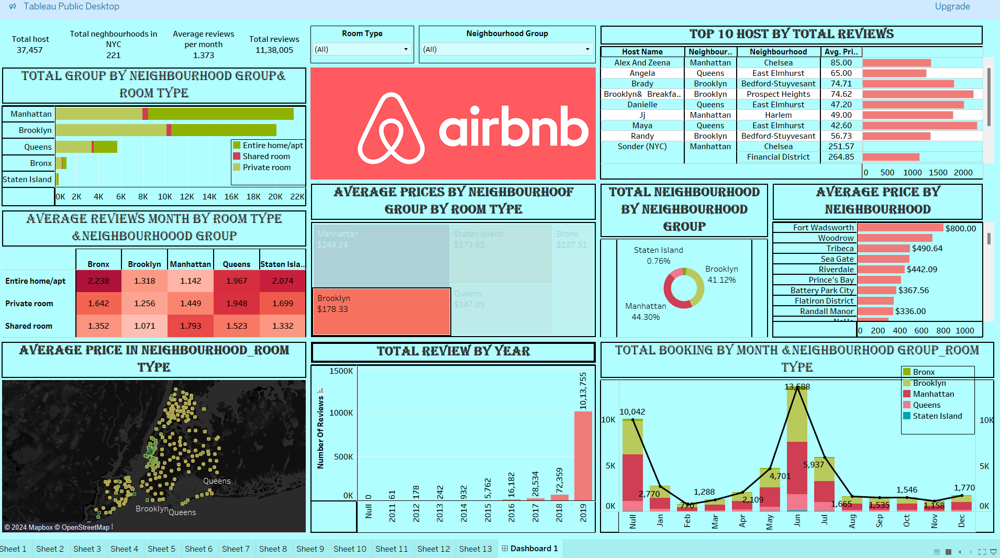 Tableau Public Desktop
Upgrade
Total host
37,457
Total neghbourhoods in
NYC
221
Average reviews
per month
1.373
Total reviews
11,38,005
Room Type
(All)
Neighbourhood Group
(All)
TOTAL GROUP BY NEIGHBOURHOOD GROUP&
ROOM TYPE
Manhattan
Brooklyn
Queens
Bronx
Staten Island
Entire home/apt
Shared room
Private room
0K 2K 4K 6K 8K 10K 12K 14K 16K 18K 20K 22K
airbnb
TOP 10 HOST BY TOTAL REVIEWS
Host Name Neighbour.. Neighbourhood Avg. Pri..
Alex And Zeena Manhattan Chelsea 85.00
Angela Queens East Elmhurst 65.00
Brady Brooklyn Bedford-Stuyvesant 74.71
Brooklyn& Breakfa.. Brooklyn Prospect Heights 74.62
Danielle Queens East Elmhurst 47.20
Jj Manhattan Harlem 49.00
Maya Queens East Elmhurst 42.60
Randy Brooklyn Bedford-Stuyvesant 56.73
Sonder (NYC) Manhattan Chelsea 251.57
Financial District 264.85
0 500 1000 1500 2000
AVERAGE REVIEWS MONTH BY ROOM TYPE
&NEIGHBOURHOOOD GROUP
Bronx Brooklyn Manhattan Queens Staten Isla..
Entire home/apt 2.238 1.318 1.142 1.967 2.074
Private room 1.642 1.256 1.449 1.948 1.699
Shared room 1.352 1.071 1.793 1.523 1.332
AVERAGE PRICES BY NEIGHBOURHOOF
GROUP BY ROOM TYPE
Manhattan
$249.24
Staten Island
$173.85
Bronx
$127.51
Brooklyn
$178.33
Queens
$147.05
TOTAL NEIGHBOURHOOD
BY NEIGHBOURHOOD
GROUP
Staten Island
0.76%
Brooklyn
41.12%
Manhattan
44.30%
AVERAGE PRICE BY
NEIGHBOURHOOD
Fort Wadsworth $800.00
Woodrow
Tribeca $490.64
Sea Gate
Riverdale $442.09
Prince's Bay
Battery Park City $367.56
Flatiron District
Randall Manor $336.00
0 200 400 600 800 1000
AVERAGE PRICE IN NEIGHBOURHOOD_ROOM
TYPE
Queens
Brooklyn
Queens
© 2024 Mapbox © OpenStreetMap
TOTAL REVIEW BY YEAR
Number Of Reviews
1500K
1000K
500K
0K
0 61 178 242 932 5,762 16,182 28,534 72,359 10,13,755
Null 2011 2012 2013 2014 2015 2016 2017 2018 2019
TOTAL BOOKING BY MONTH &NEIGHBOURHOOD GROUP_ROOM
TYPE
Bronx
Brooklyn
Manhattan
Queens
Staten Island
10K
5K
0K
10,042 2,770 770 1,288 2,109 4,701 13,588 5,937 1,665 1,535 1,546 1,158 1,770
10K
5K
0K
Null Jan Feb Mar Apr May Jun Jul Aug Sep Oct Nov Dec
Sheet 1 Sheet 2 Sheet 3 Sheet 4 Sheet 5 Sheet 6 Sheet 7 Sheet 8 Sheet 9 Sheet 10 Sheet 11 Sheet 12 Sheet 13 Dashboard 1